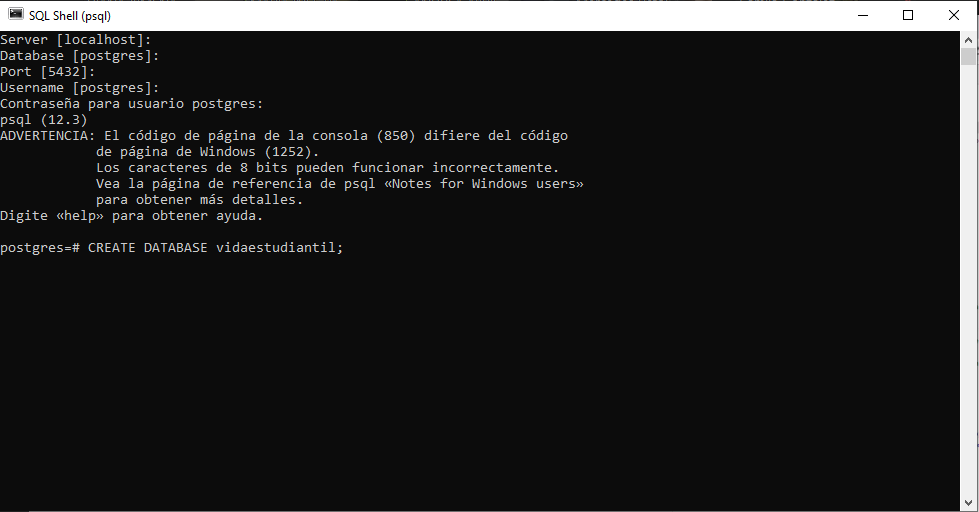 SQL Shell (psql)
Server [localhost]:
Database [postgres]:
Port [5432]:
Username [postgres]:
Contraseña para usuario postgres:
psql (12.3)
ADVERTENCIA: El código de página de la consola (850) difiere del código
            de página de Windows (1252).
            Los caracteres de 8 bits pueden funcionar incorrectamente.
            Vea la página de referencia de psql «Notes for Windows users»
            para obtener más detalles.
Digite «help» para obtener ayuda.
postgres=# CREATE DATABASE vidaestudiantil;